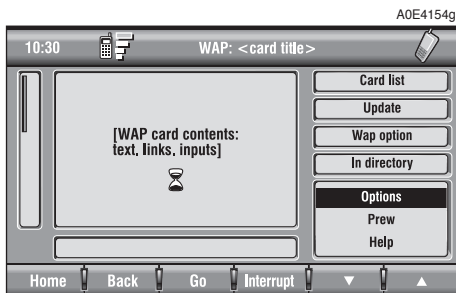 A0E4154g
10:30 WAP: <card title>
Card list
Update
[WAP card contents:
text, links, inputs]
Wap option
In directory
Options
Prew
Help
Home Back Go Interrupt